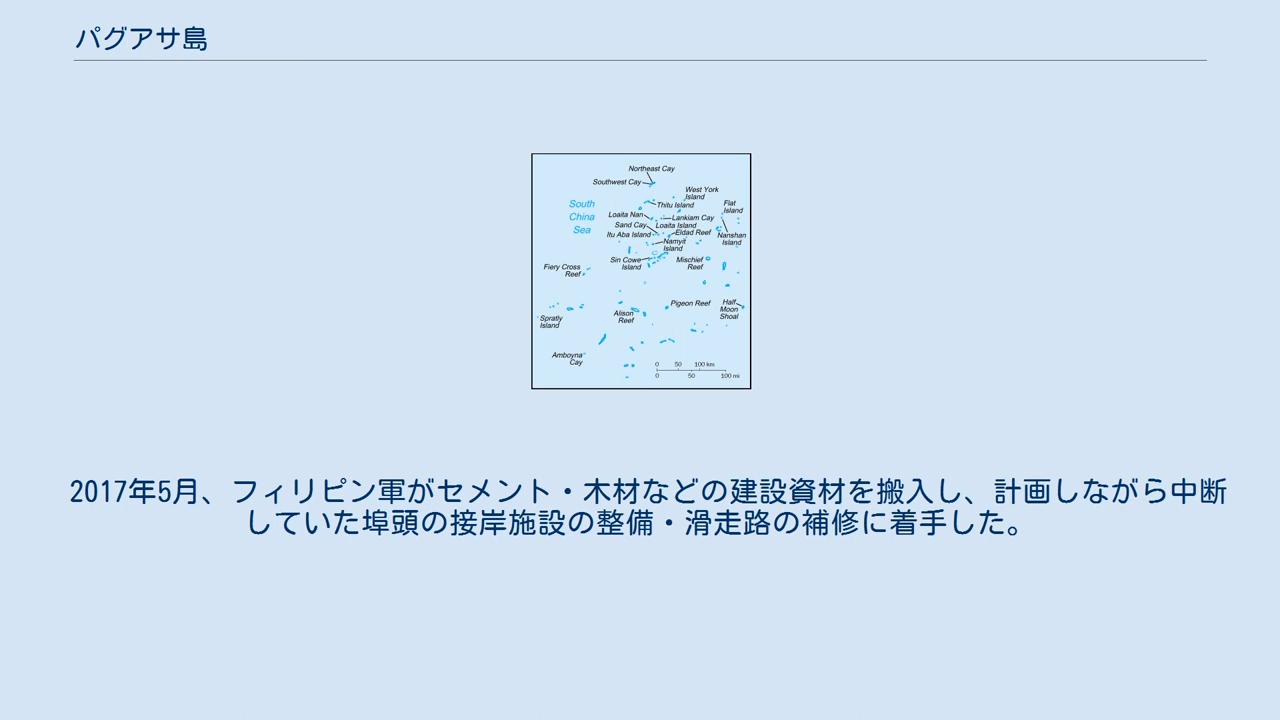 パグアサ島
Northeast Cay
Southwest Cay
West York
Island
South
China
Sea
Thitu Island
Flat
Island
Loaita Nan
Lankiam Cay
Sand Cay
Loaita Island
Itu Aba Island
Eldad Reef
Nanshan
Island
Namyit
Island
Sin Cowe
Island
Mischief
Reef
Fiery Cross
Reef
Pigeon Reef
Half
Moon
Shoal
Alison
Reef
Spratly
Island
Amboyna
Cay
0 50 100 km
0 50 100 mi
2017年5月、フィリピン軍がセメント・木材などの建設資材を搬入し、計画しながら中断
していた埠頭の接岸施設の整備・滑走路の補修に着手した。